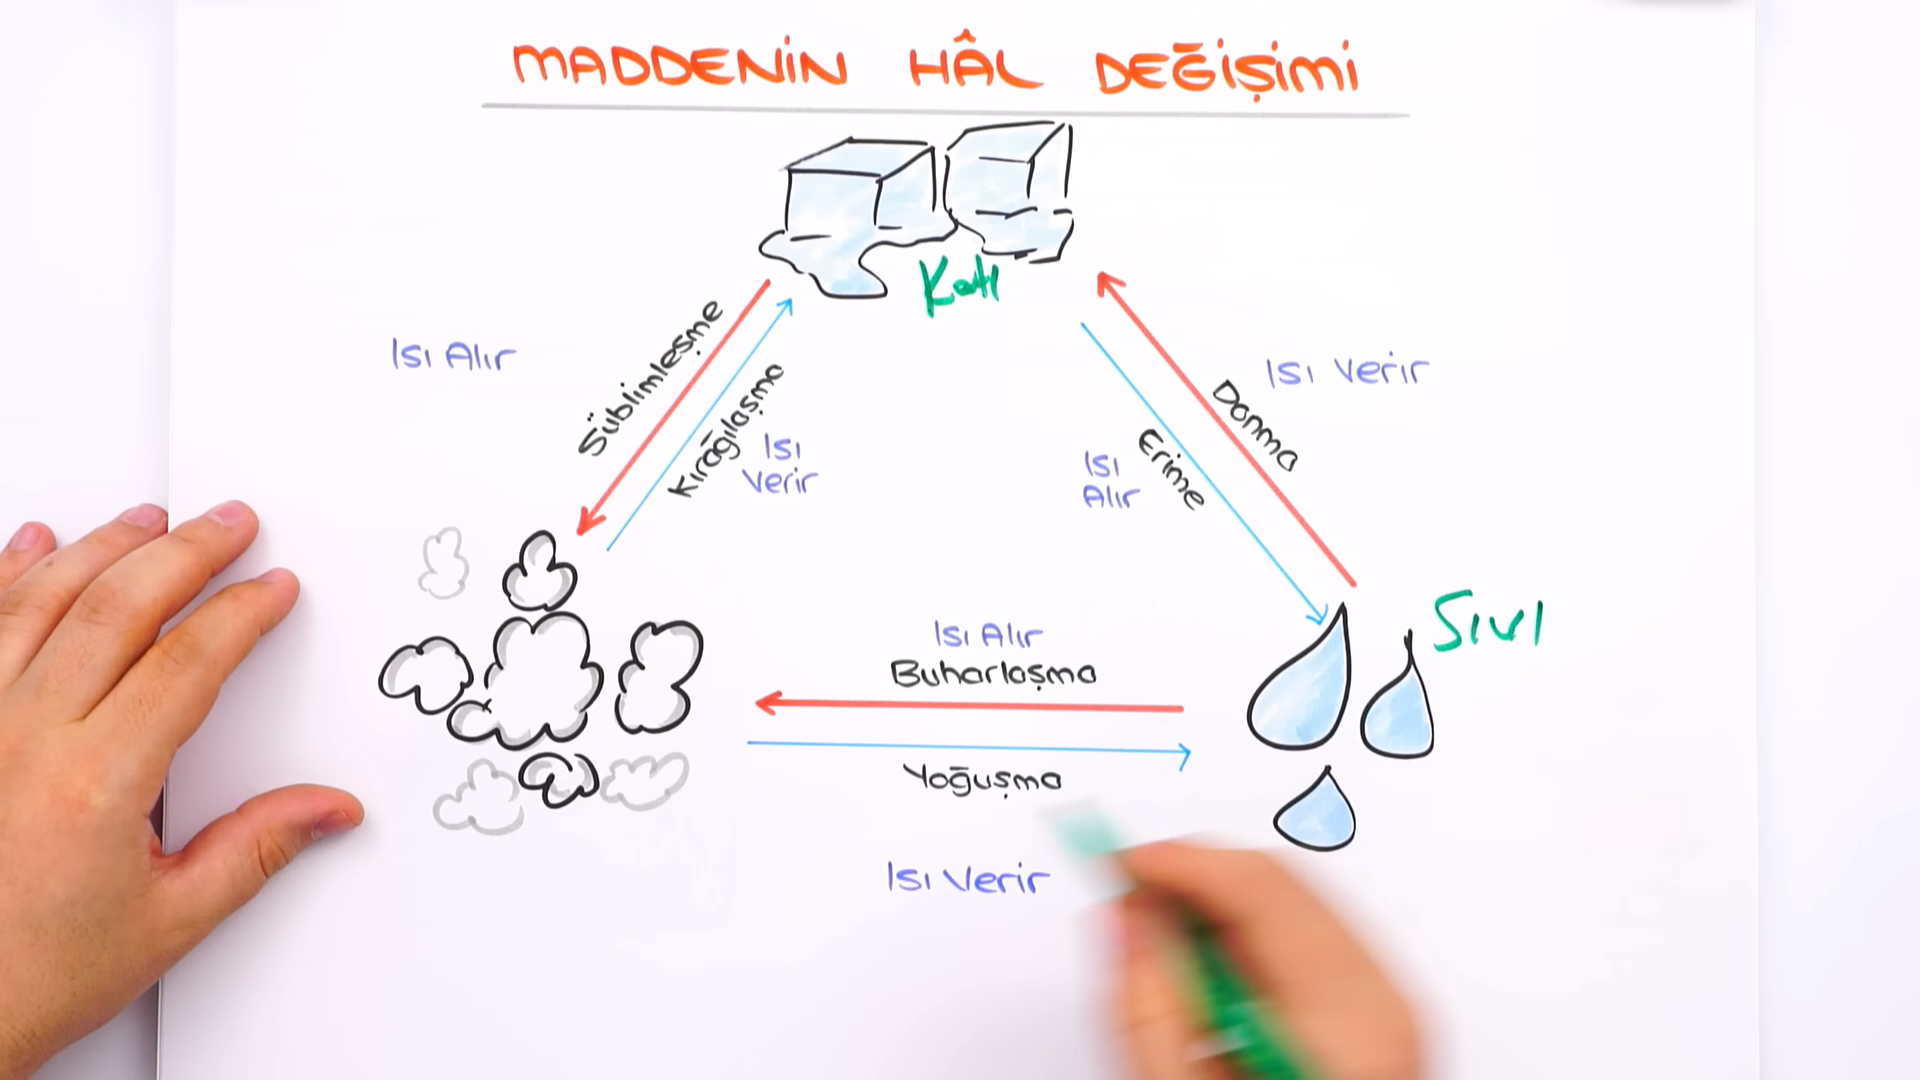 MADDENİN HÂL DEĞİŞİMİ
Katı
Isı Alır
Süblimleşme
Kırağılaşma
Isı
Verir
Isı Verir
Donma
Erime
Isı
Alır
Sıvı
Isı Alır
Buharlaşma
Yoğuşma
Isı Verir